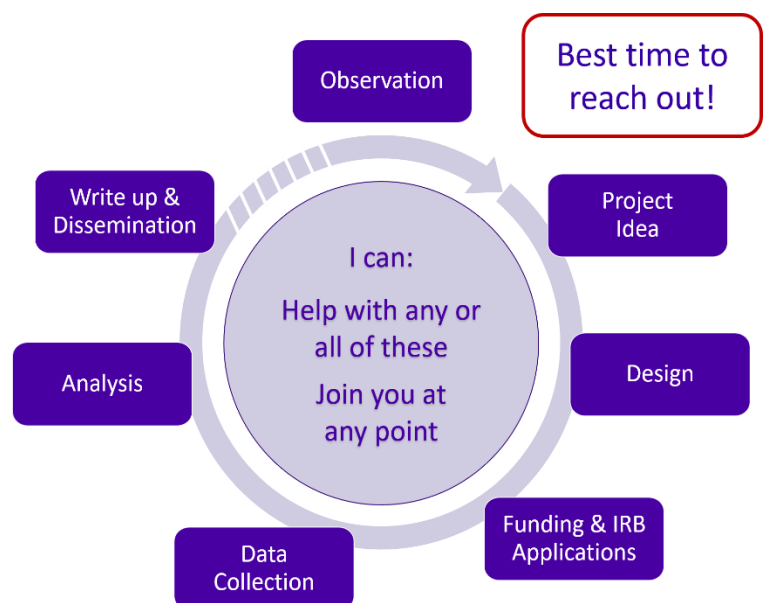 Observation
Best time to
reach out!
Project
Idea
Design
Funding & IRB
Applications
Data
Collection
Analysis
Write up &
Dissemination
I can:
Help with any or
all of these
Join you at
any point